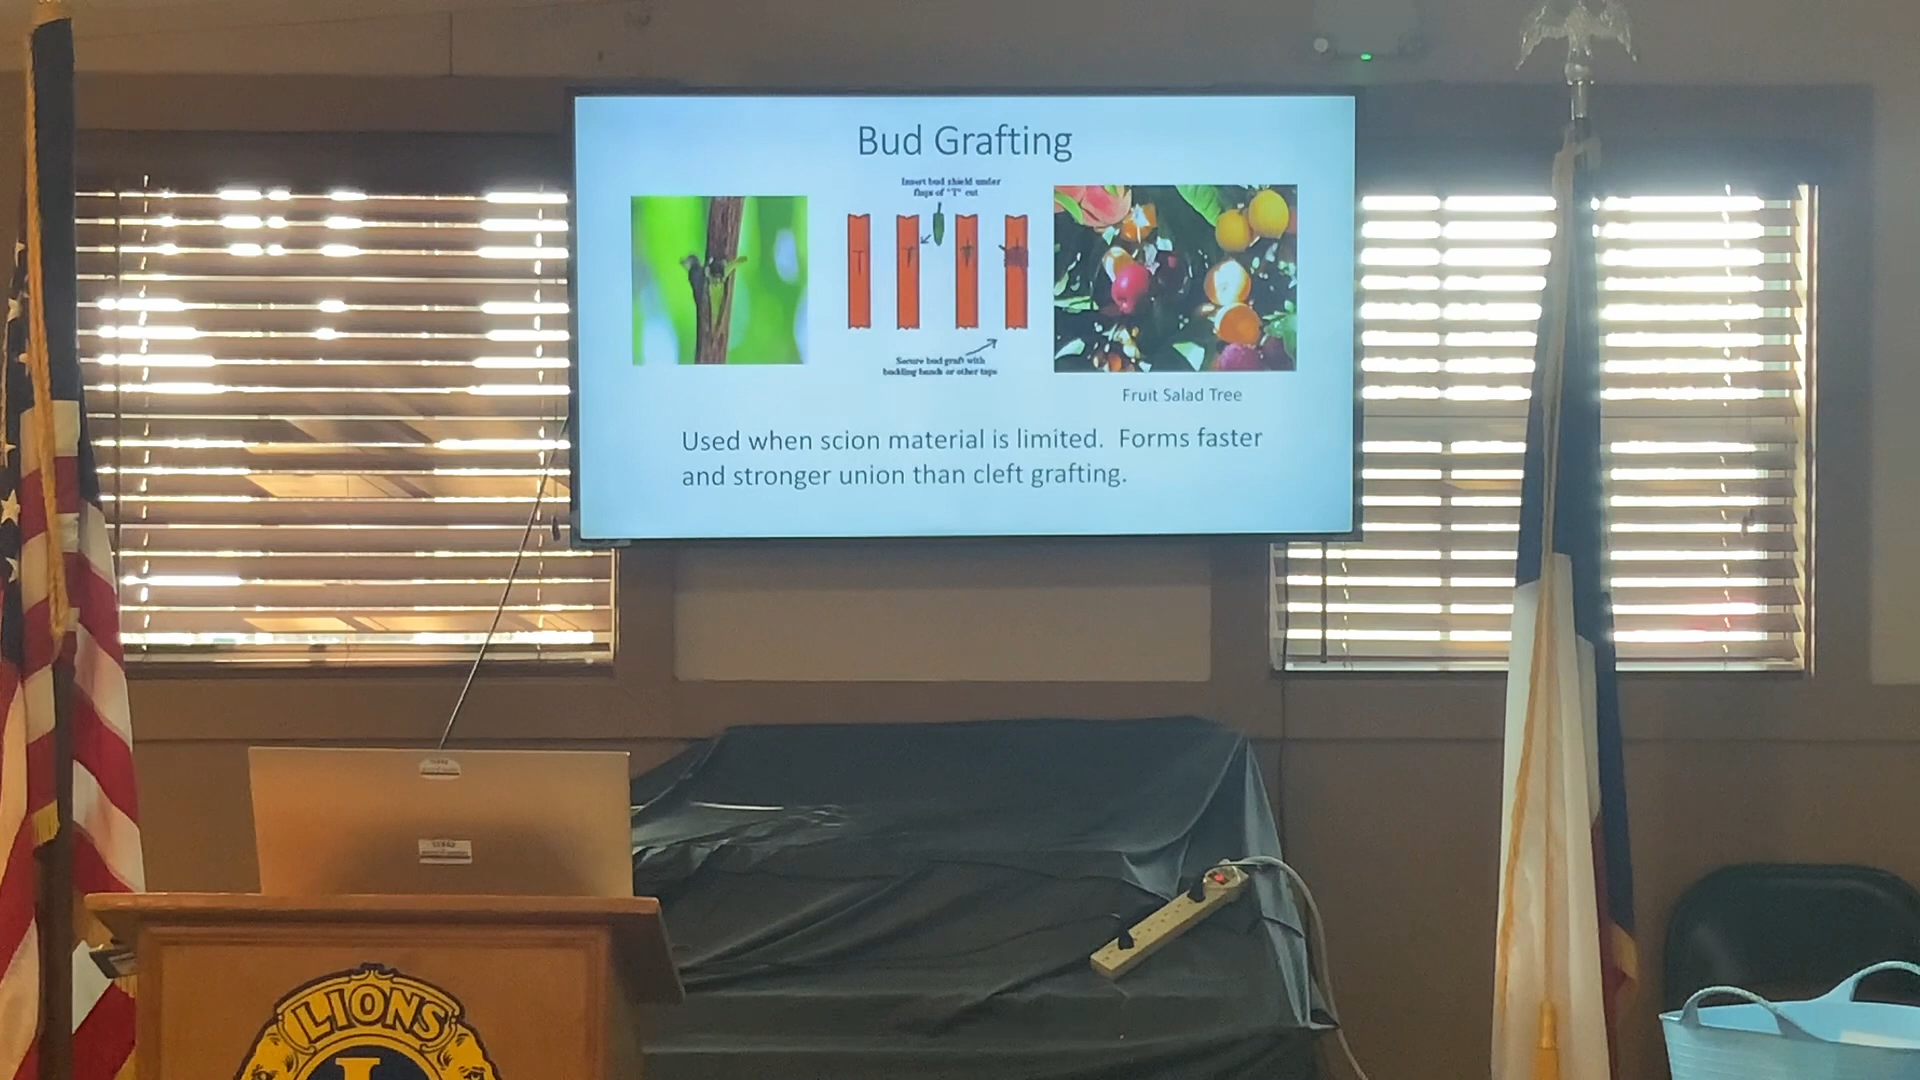 Bud Grafting
Insert bud shield under
flaps of "T" cut
Secure bud graft with
budding bands or other tape
Fruit Salad Tree
Used when scion material is limited.  Forms faster
and stronger union than cleft grafting.
LIONS
L